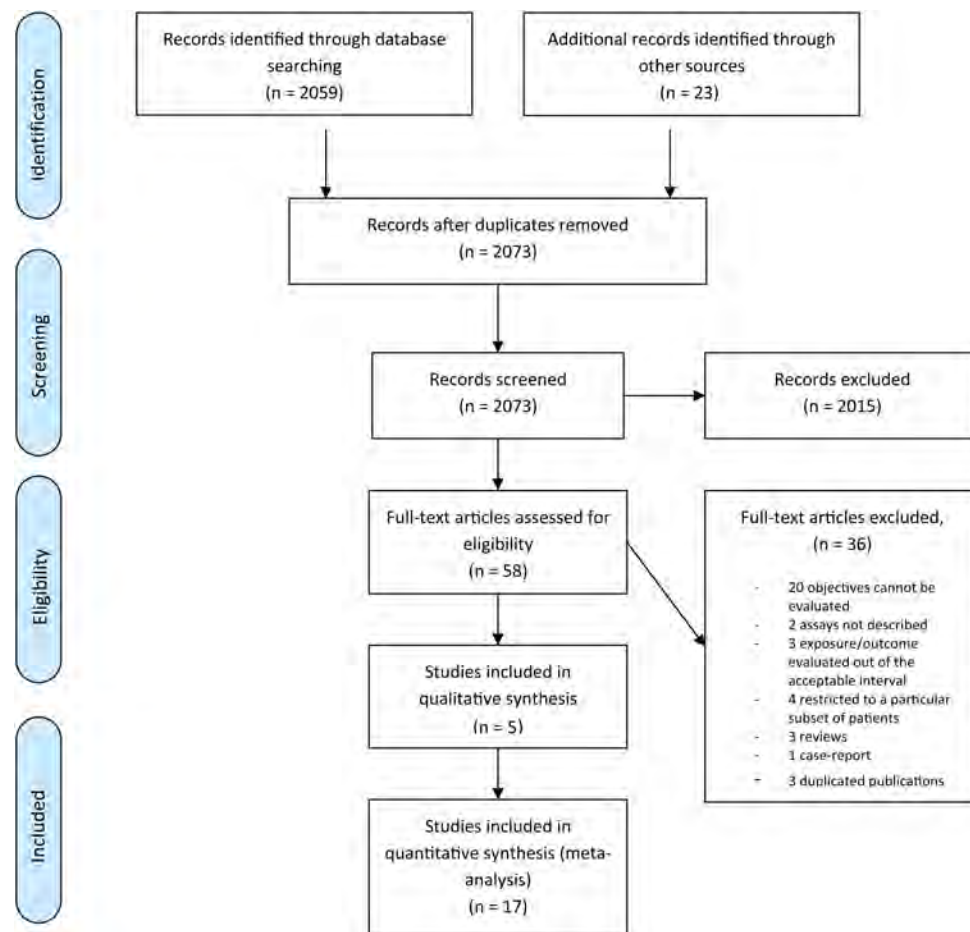 Identification
Records identified through database
searching
(n = 2059)
Additional records identified through
other sources
(n = 23)
Records after duplicates removed
(n = 2073)
Screening
Records screened
(n = 2073)
Records excluded
(n = 2015)
Eligibility
Full-text articles assessed for
eligibility
(n = 58)
Full-text articles excluded,
(n = 36)
- 20 objectives cannot be
evaluated
- 2 assays not described
- 3 exposure/outcome
evaluated out of the
acceptable interval
- 4 restricted to a particular
subset of patients
- 3 reviews
- 1 case-report
- 3 duplicated publications
Studies included in
qualitative synthesis
(n = 5)
Included
Studies included in
quantitative synthesis (meta-
analysis)
(n = 17)